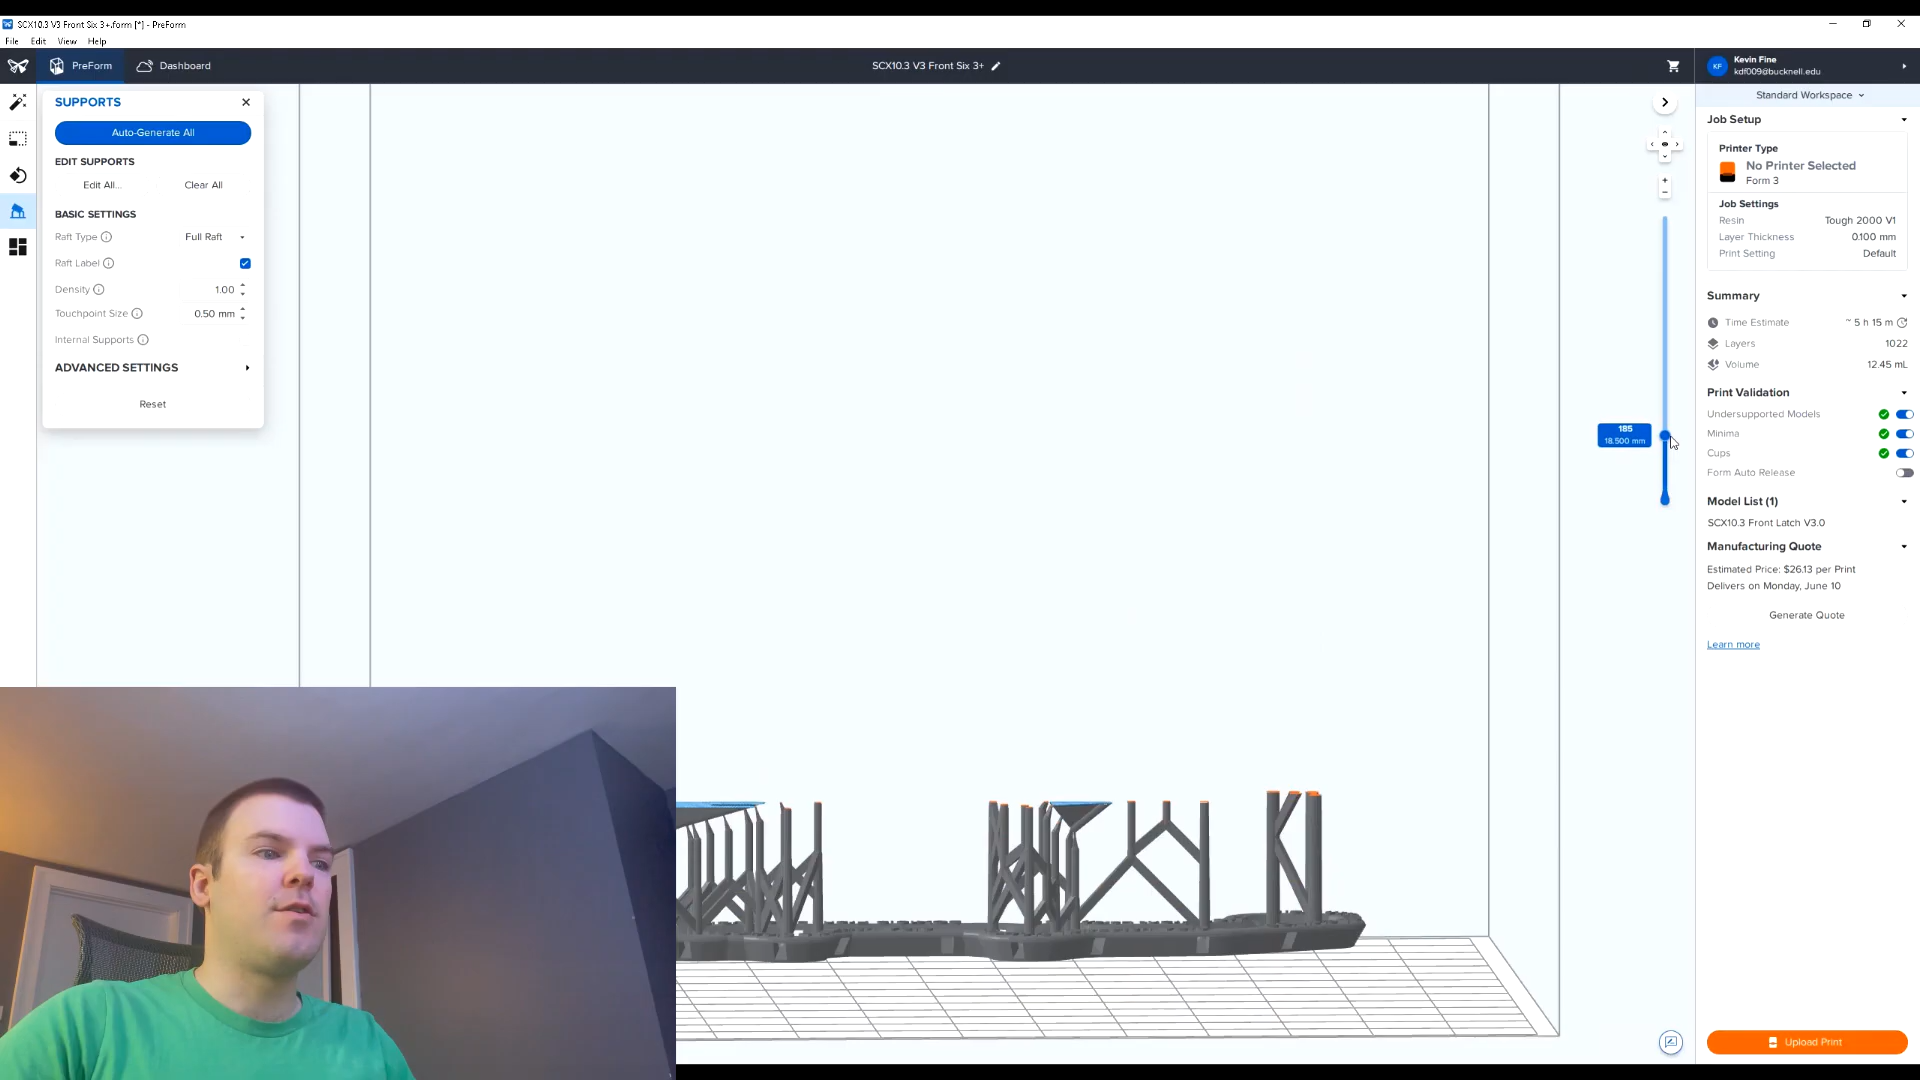 SCX10.3 V3 Front Six 3+.form [*] - PreForm
File Edit View Help
PreForm
Dashboard
SCX10.3 V3 Front Six 3+
KF
Kevin Fine
kdf009@bucknell.edu
SUPPORTS
Auto-Generate All
EDIT SUPPORTS
Edit All...
Clear All
BASIC SETTINGS
Raft Type
Full Raft
Raft Label
Density
1.00
Touchpoint Size
0.50 mm
Internal Supports
ADVANCED SETTINGS
Reset
185
18.500 mm
Standard Workspace
Job Setup
Printer Type
No Printer Selected
Form 3
Job Settings
Resin
Tough 2000 V1
Layer Thickness
0.100 mm
Print Setting
Default
Summary
Time Estimate
~ 5 h 15 m
Layers
1022
Volume
12.45 mL
Print Validation
Undersupported Models
Minima
Cups
Form Auto Release
Model List (1)
SCX10.3 Front Latch V3.0
Manufacturing Quote
Estimated Price: $26.13 per Print
Delivers on Monday, June 10
Generate Quote
Learn more
Upload Print